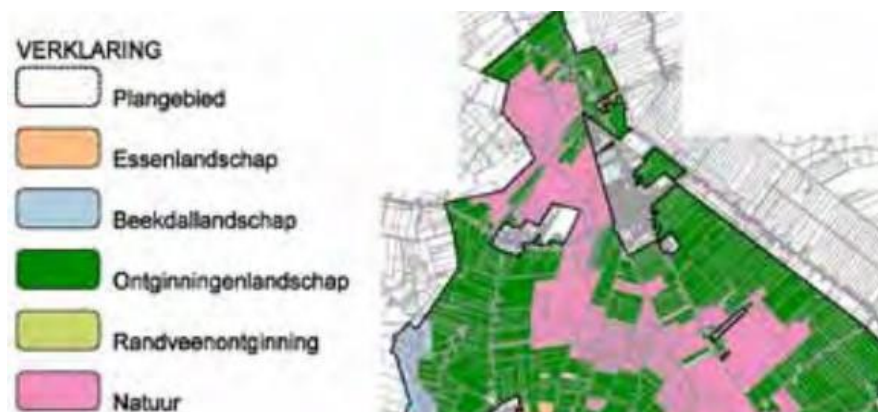 VERKLARING
Plangebied
Essenlandschap
Beekdallandschap
Ontginningenlandschap
Randveenontginning
Natuur